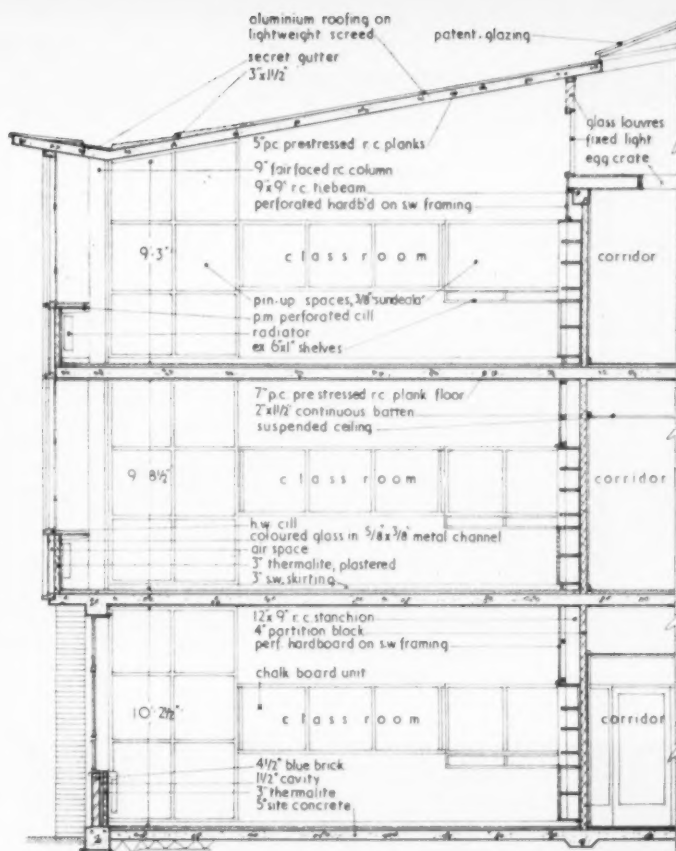 aluminium roofing on
lightweight screed
patent glazing
secret gutter
3"x1½"
glass louvres
fixed light
egg crate
5" p.c. prestressed r.c. planks
9" fair faced r.c. column
9"x9" r.c. tiebeam
perforated hardb'd on s.w. framing
9'·3"
class room
corridor
pin-up spaces, 3/8" sundeala
p.m. perforated cill
radiator
ex 6"x1" shelves
7" p.c. prestressed r.c. plank floor
2"x1½" continuous batten
suspended ceiling
9' 8½"
class room
corridor
h.w. cill
coloured glass in 5/8"x3/8" metal channel
air space
3" thermalite, plastered
3" s.w. skirting
12"x 9" r.c. stanchion
4" partition block
perf. hardboard on s.w framing
chalk board unit
10' 2½"
class room
corridor
4½" blue brick
1½" cavity
3" thermalite
5" site concrete